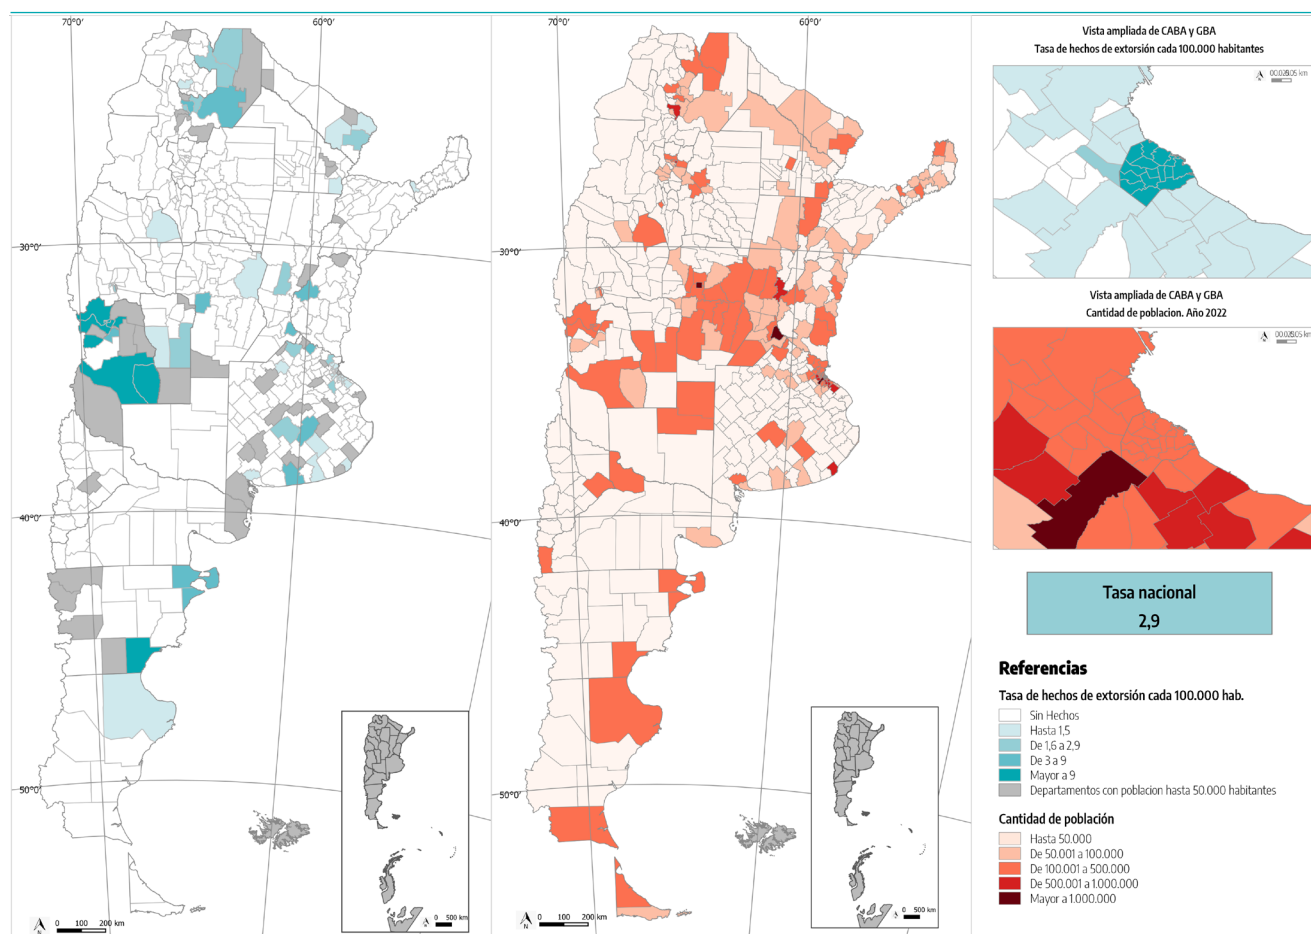 70°0'
60°0'
70°0'
60°0'
30°0'
30°0'
40°0'
40°0'
50°0'
50°0'
N
0 100 200 km
N
0 500 km
N
0 100 200 km
N
0 500 km
Vista ampliada de CABA y GBA
Tasa de hechos de extorsión cada 100.000 habitantes
Vista ampliada de CABA y GBA
Cantidad de poblacion. Año 2022
Tasa nacional
2,9
Referencias
Tasa de hechos de extorsión cada 100.000 hab.
Sin Hechos
Hasta 1,5
De 1,6 a 2,9
De 3 a 9
Mayor a 9
Departamentos con poblacion hasta 50.000 habitantes
Cantidad de población
Hasta 50.000
De 50.001 a 100.000
De 100.001 a 500.000
De 500.001 a 1.000.000
Mayor a 1.000.000